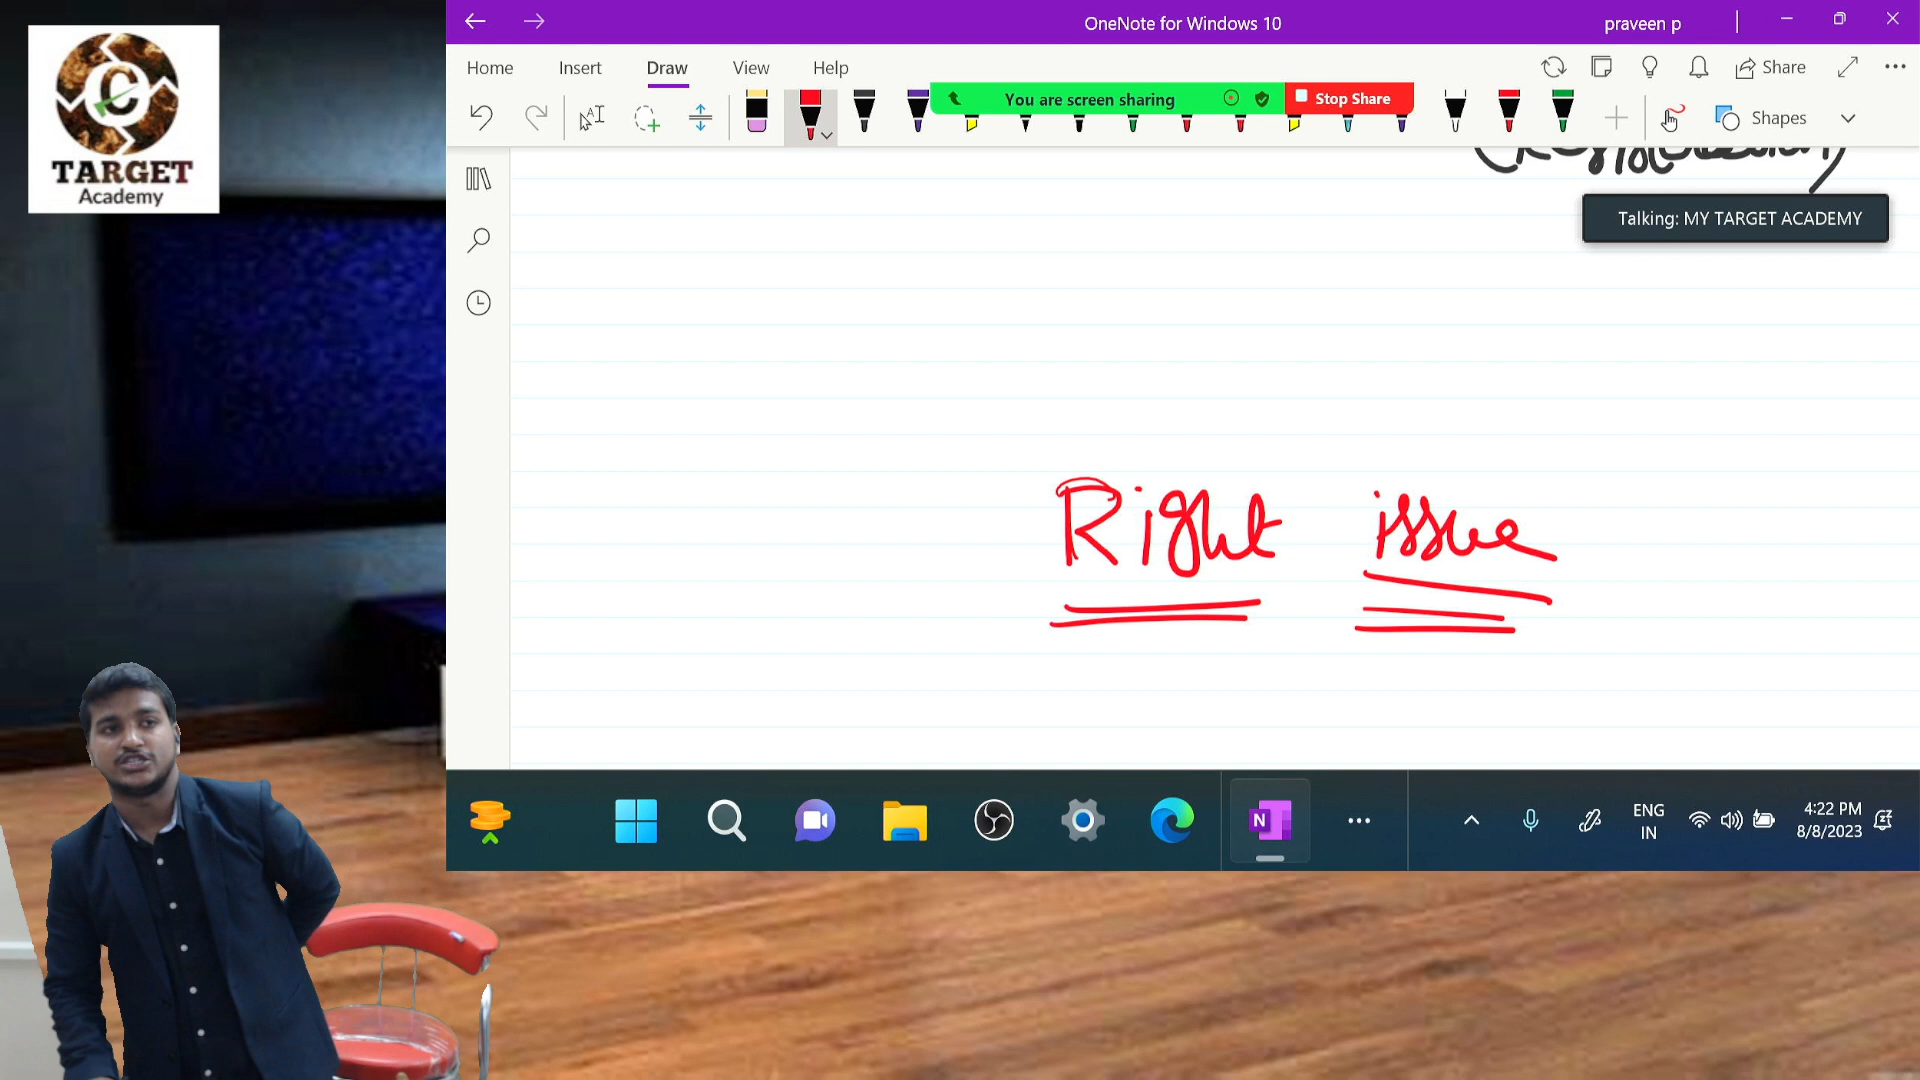 C
TARGET
Academy
OneNote for Windows 10
praveen p
Home Insert Draw View Help
Share
You are screen sharing
Stop Share
Shapes
Talking: MY TARGET ACADEMY
Right issue
N
ENG
IN
4:22 PM
8/8/2023